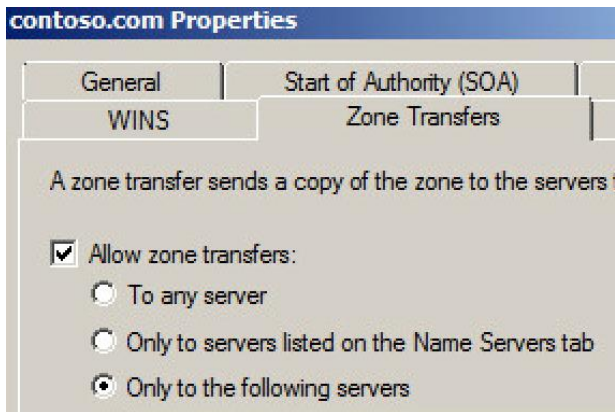 contoso.com Properties
General Start of Authority (SOA)
WINS Zone Transfers
A zone transfer sends a copy of the zone to the servers
Allow zone transfers:
To any server
Only to servers listed on the Name Servers tab
Only to the following servers